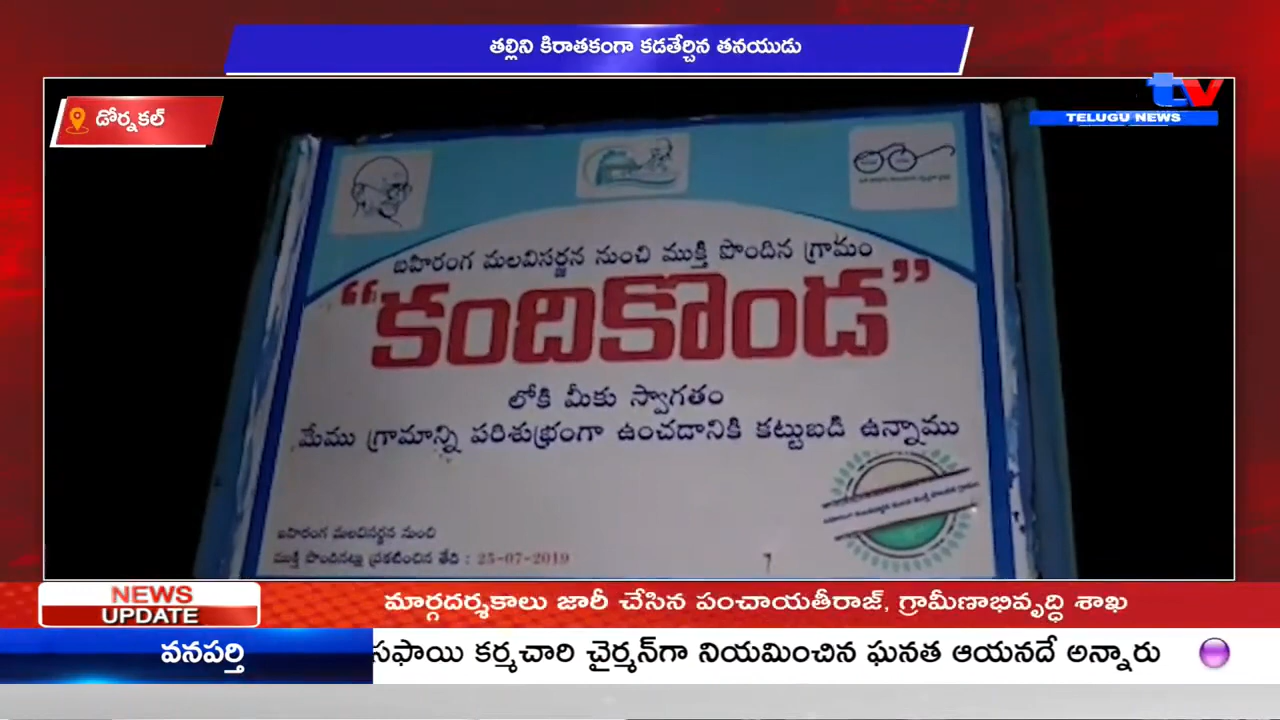 తల్లిని కిరాతకంగా కడతేర్చిన తనయుడు
డోర్నకల్
tv
TELUGU NEWS
బహిరంగ మలవిసర్జన నుంచి ముక్తి పొందిన గ్రామం
“కందికొండ”
లోకి మీకు స్వాగతం
మేము గ్రామాన్ని పరిశుభ్రంగా ఉంచడానికి కట్టుబడి ఉన్నాము
బహిరంగ మలవిసర్జన నుంచి
ముక్తి పొందినట్లు ప్రకటించిన తేది : 25-07-2019
NEWS
UPDATE
మార్గదర్శకాలు జారీ చేసిన పంచాయతీరాజ్, గ్రామీణాభివృద్ధి శాఖ
వనపర్తి
సఫాయి కర్మచారి చైర్మన్‌గా నియమించిన ఘనత ఆయనదే అన్నారు